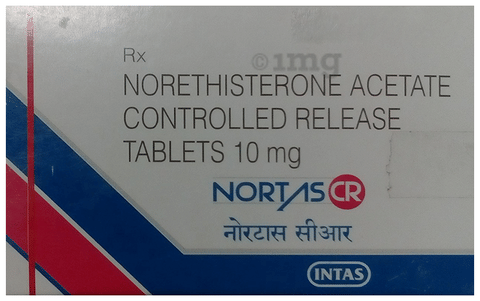 ©1mg
Rx
NORETHISTERONE ACETATE
CONTROLLED RELEASE
TABLETS 10 mg
NORTAS CR
नोरटास सीआर
INTAS